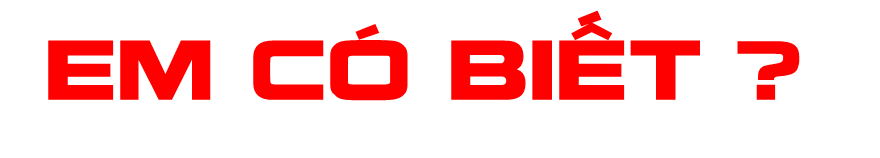 EM CÓ BIẾT ?